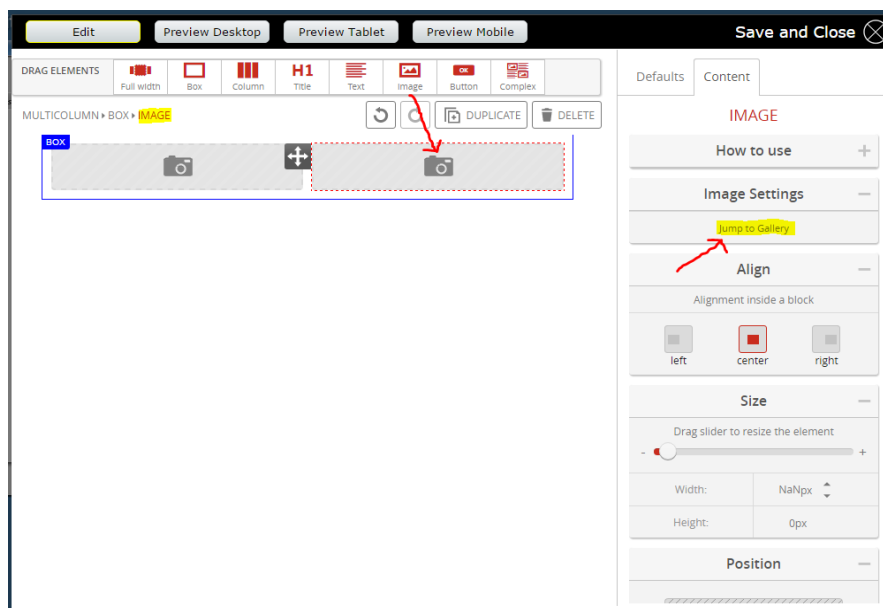 Edit Preview Desktop Preview Tablet Preview Mobile Save and Close
DRAG ELEMENTS Full width Box Column H1 Title Text Image OK Button Complex
Defaults Content
MULTICOLUMN BOX IMAGE DUPLICATE DELETE
BOX
IMAGE
How to use
Image Settings
Jump to Gallery
Align
Alignment inside a block
left center right
Size
Drag slider to resize the element
- +
Width: NaNpx
Height: 0px
Position